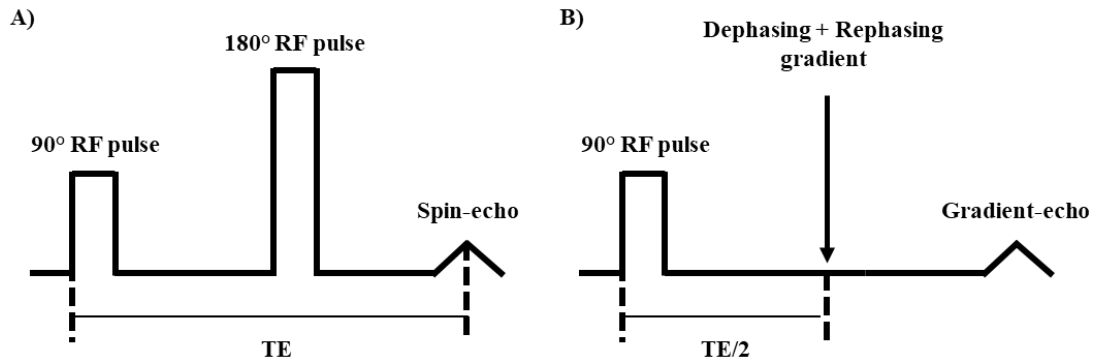 A)
180° RF pulse
90° RF pulse
Spin-echo
TE
B)
Dephasing + Rephasing
gradient
90° RF pulse
Gradient-echo
TE/2